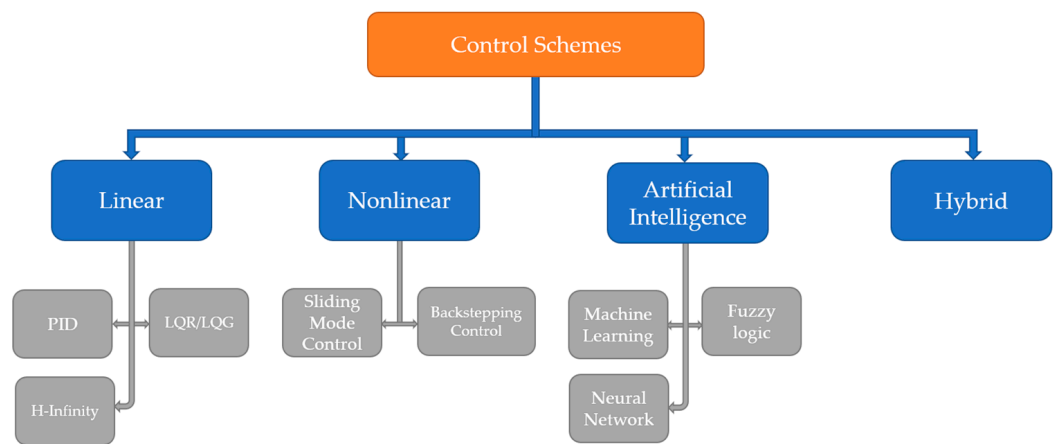 Control Schemes
Linear
Nonlinear
Artificial
Intelligence
Hybrid
PID
LQR/LQG
Sliding
Mode
Control
Backstepping
Control
Machine
Learning
Fuzzy
logic
H-Infinity
Neural
Network